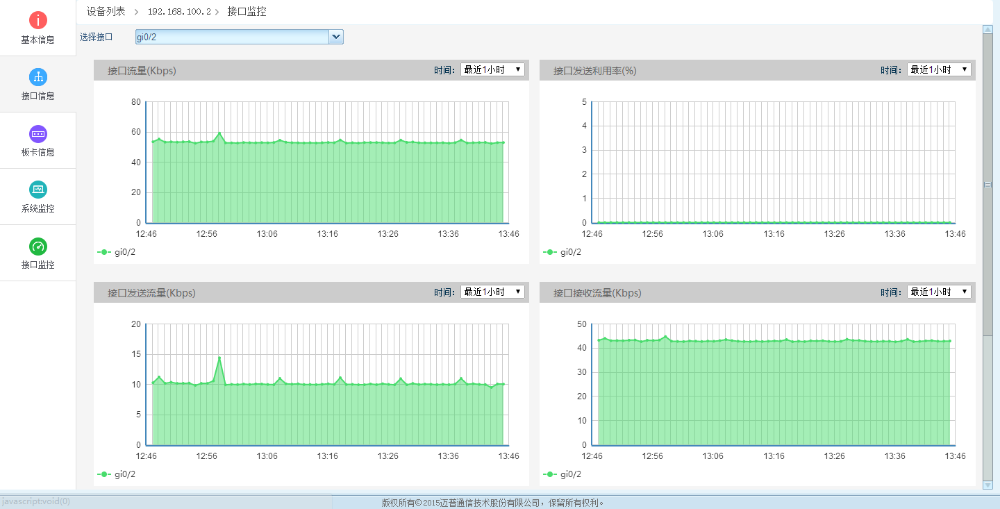 设备列表 > 192.168.100.2 > 接口监控
基本信息
接口信息
板卡信息
系统监控
接口监控
选择接口 gi0/2
接口流量(Kbps) 时间： 最近1小时
80
60
40
20
0
12:46 12:56 13:06 13:16 13:26 13:36 13:46
gi0/2
接口发送利用率(%) 时间： 最近1小时
5
4
3
2
1
0
12:46 12:56 13:06 13:16 13:26 13:36 13:46
gi0/2
接口发送流量(Kbps) 时间： 最近1小时
20
15
10
5
0
12:46 12:56 13:06 13:16 13:26 13:36 13:46
gi0/2
接口接收流量(Kbps) 时间： 最近1小时
50
40
30
20
10
0
12:46 12:56 13:06 13:16 13:26 13:36 13:46
gi0/2
javascript:void(0)
版权所有©2015迈普通信技术股份有限公司，保留所有权利。